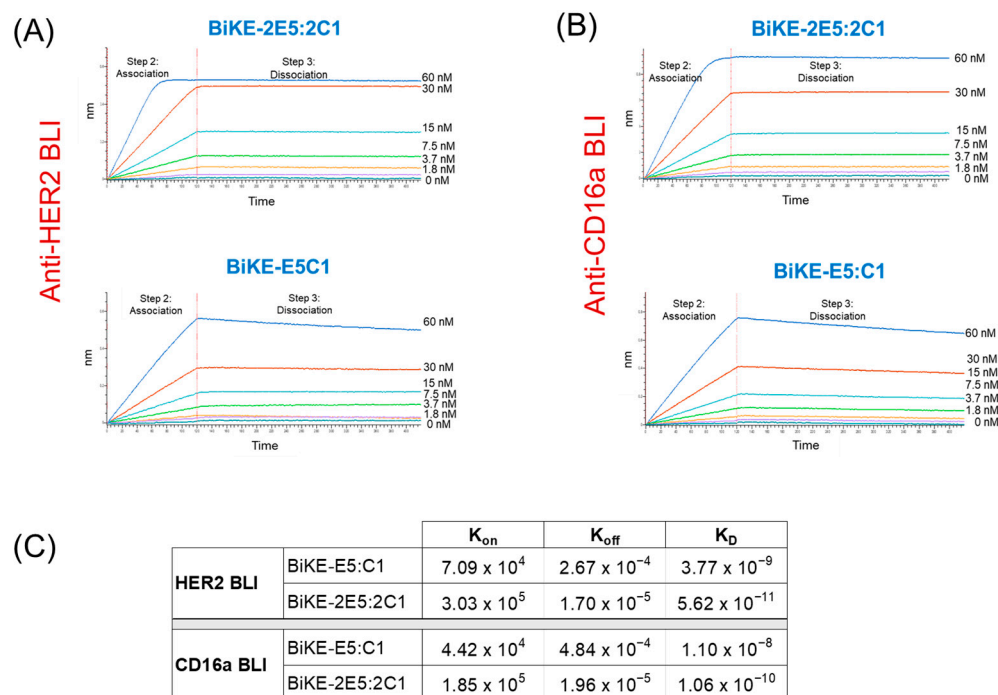 (A)
BiKE-2E5:2C1
Anti-HER2 BLI
nm
Step 2:
Association
Step 3:
Dissociation
60 nM
30 nM
15 nM
7.5 nM
3.7 nM
1.8 nM
0 nM
Time
BiKE-E5C1
nm
Step 2:
Association
Step 3:
Dissociation
60 nM
30 nM
15 nM
7.5 nM
3.7 nM
1.8 nM
0 nM
Time
(B)
BiKE-2E5:2C1
Anti-CD16a BLI
nm
Step 2:
Association
Step 3:
Dissociation
60 nM
30 nM
15 nM
7.5 nM
3.7 nM
1.8 nM
0 nM
Time
BiKE-E5:C1
nm
Step 2:
Association
Step 3:
Dissociation
60 nM
30 nM
15 nM
7.5 nM
3.7 nM
1.8 nM
0 nM
Time
(C)
Kon Koff KD
HER2 BLI
BiKE-E5:C1 7.09 x 10⁴ 2.67 x 10⁻⁴ 3.77 x 10⁻⁹
BiKE-2E5:2C1 3.03 x 10⁵ 1.70 x 10⁻⁵ 5.62 x 10⁻¹¹
CD16a BLI
BiKE-E5:C1 4.42 x 10⁴ 4.84 x 10⁻⁴ 1.10 x 10⁻⁸
BiKE-2E5:2C1 1.85 x 10⁵ 1.96 x 10⁻⁵ 1.06 x 10⁻¹⁰